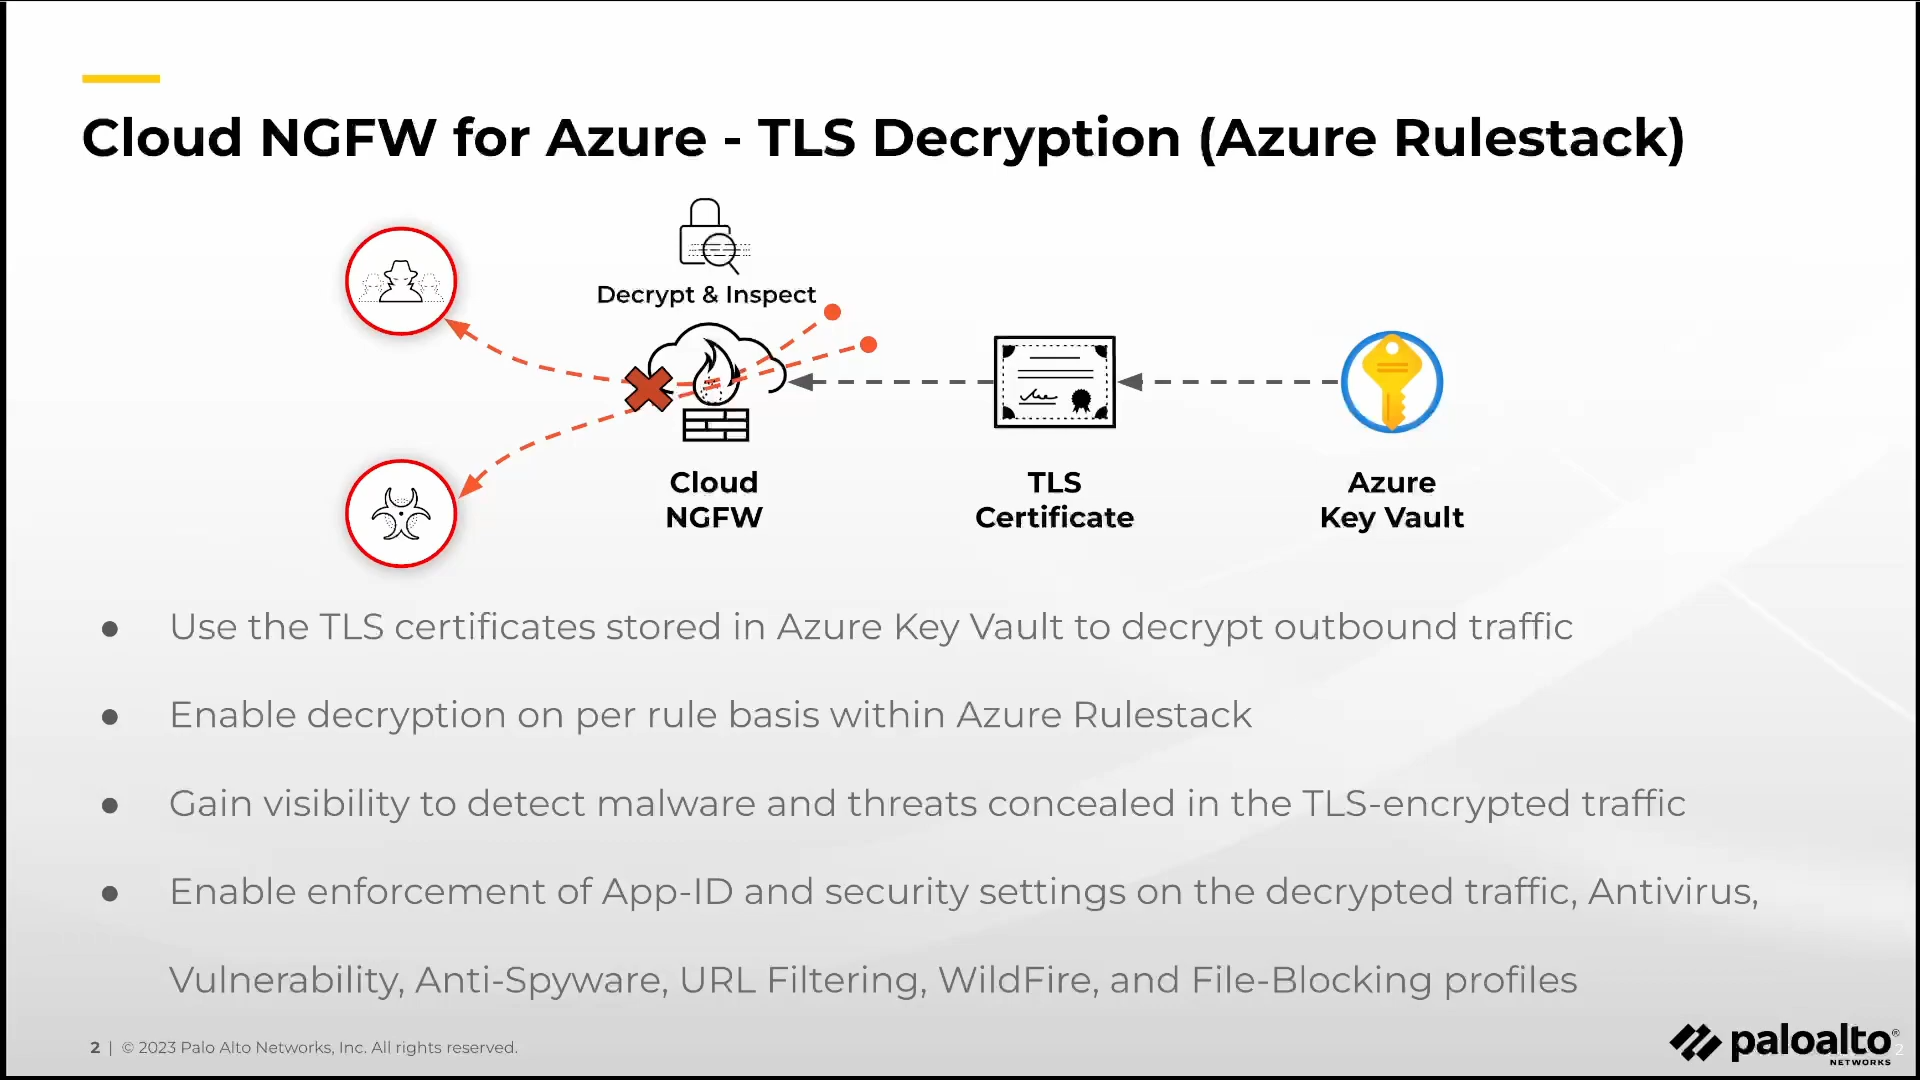 Cloud NGFW for Azure - TLS Decryption (Azure Rulestack)
Decrypt & Inspect
Cloud
NGFW
TLS
Certificate
Azure
Key Vault
● Use the TLS certificates stored in Azure Key Vault to decrypt outbound traffic
● Enable decryption on per rule basis within Azure Rulestack
● Gain visibility to detect malware and threats concealed in the TLS-encrypted traffic
● Enable enforcement of App-ID and security settings on the decrypted traffic, Antivirus,
Vulnerability, Anti-Spyware, URL Filtering, WildFire, and File-Blocking profiles
2 | © 2023 Palo Alto Networks, Inc. All rights reserved.
paloalto®
NETWORKS
2